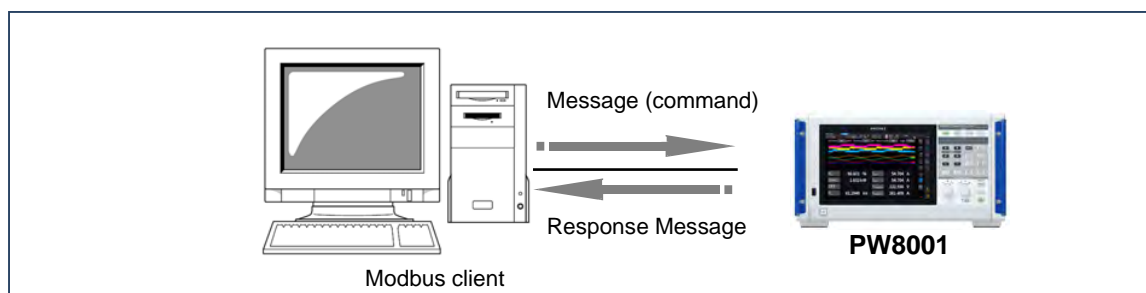 Message (command)
Response Message
PW8001
Modbus client